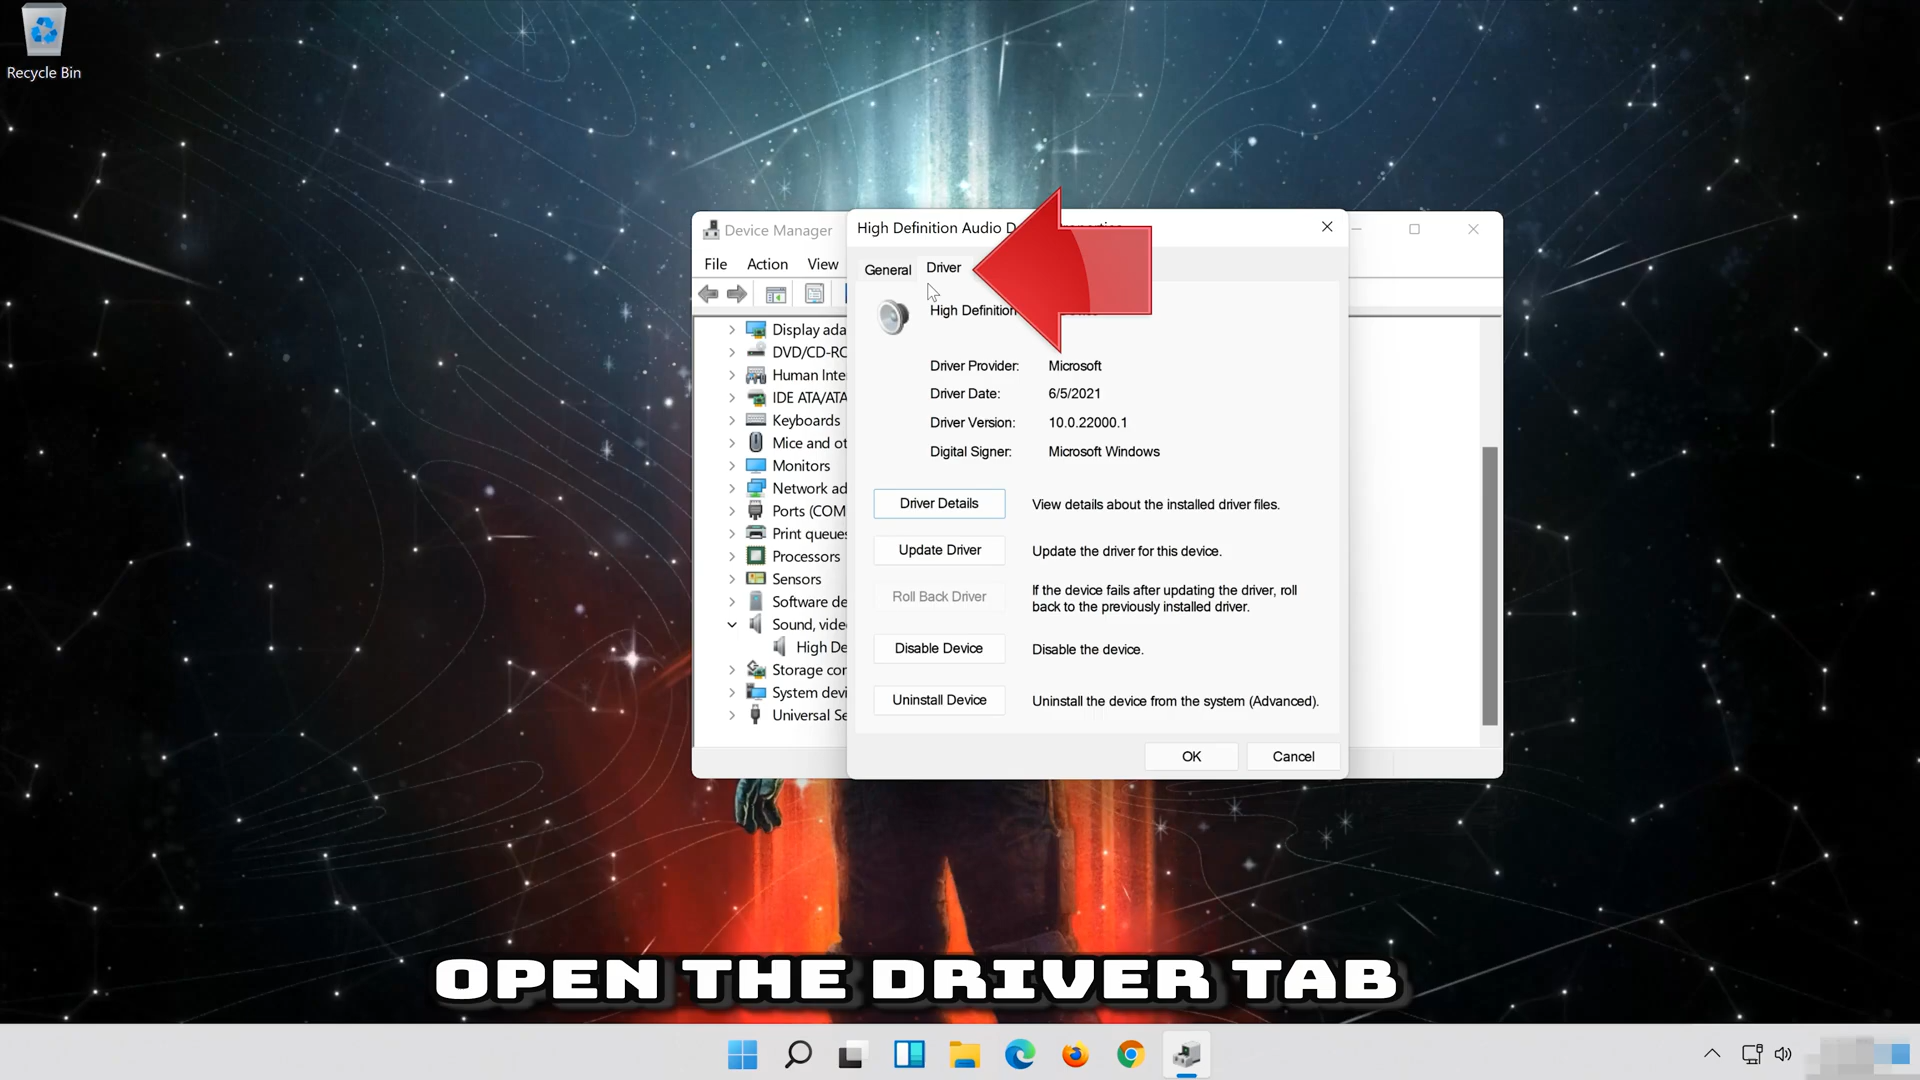 Recycle Bin
Device Manager
File Action View
Display ada
DVD/CD-RO
Human Inte
IDE ATA/ATA
Keyboards
Mice and ot
Monitors
Network ad
Ports (COM
Print queues
Processors
Sensors
Software de
Sound, vide
High De
Storage cor
System devi
Universal Se
High Definition Audio D
General Driver
High Definition
Driver Provider: Microsoft
Driver Date: 6/5/2021
Driver Version: 10.0.22000.1
Digital Signer: Microsoft Windows
Driver Details View details about the installed driver files.
Update Driver Update the driver for this device.
Roll Back Driver If the device fails after updating the driver, roll
back to the previously installed driver.
Disable Device Disable the device.
Uninstall Device Uninstall the device from the system (Advanced).
OK Cancel
OPEN THE DRIVER TAB